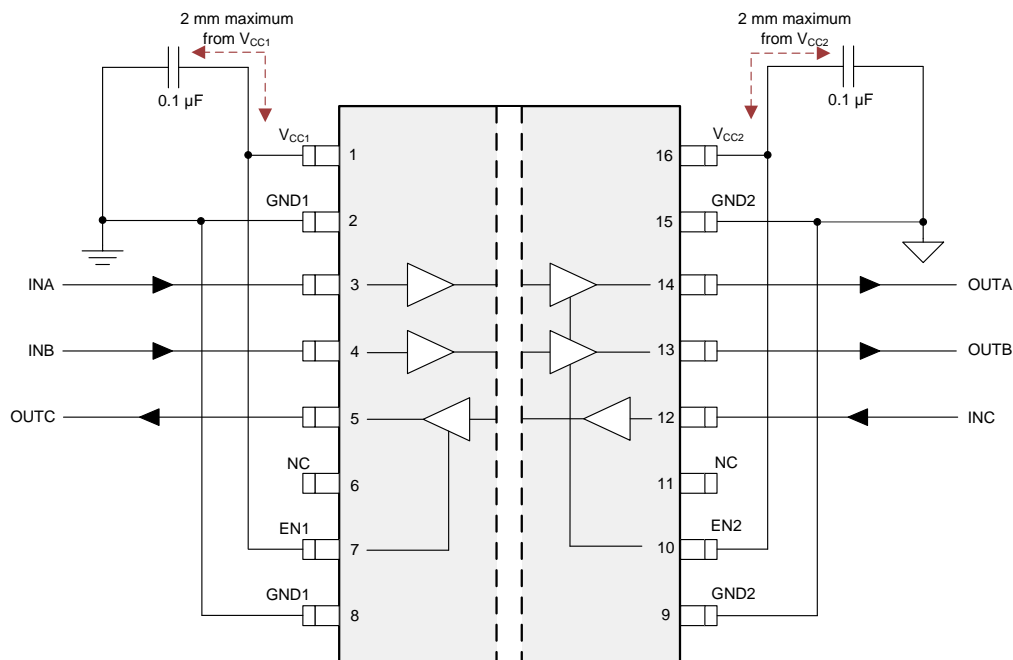 2 mm maximum
from VCC1
2 mm maximum
from VCC2
0.1 µF
0.1 µF
VCC1
1
16
VCC2
GND1
2
15
GND2
INA
3
14
OUTA
INB
4
13
OUTB
OUTC
5
12
INC
NC
6
11
NC
EN1
7
10
EN2
GND1
8
9
GND2